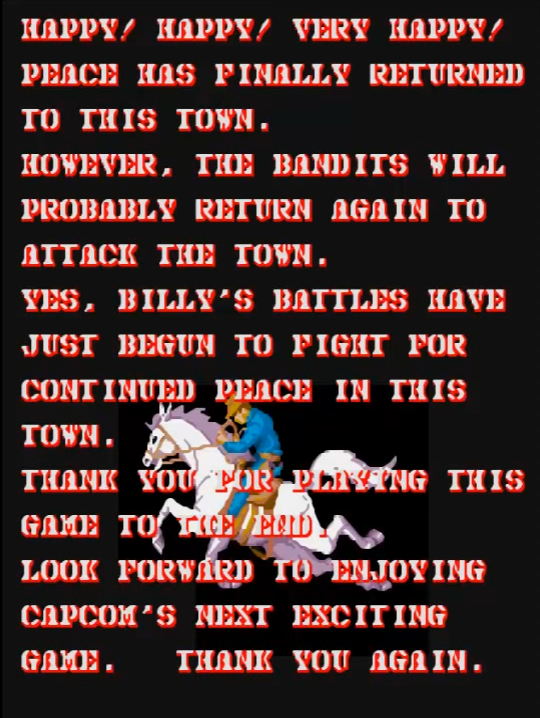 HAPPY! HAPPY! VERY HAPPY!
PEACE HAS FINALLY RETURNED
TO THIS TOWN.
HOWEVER, THE BANDITS WILL
PROBABLY RETURN AGAIN TO
ATTACK THE TOWN.
YES, BILLY'S BATTLES HAVE
JUST BEGUN TO FIGHT FOR
CONTINUED PEACE IN THIS
TOWN.
THANK YOU FOR PLAYING THIS
GAME TO THE END.
LOOK FORWARD TO ENJOYING
CAPCOM'S NEXT EXCITING
GAME. THANK YOU AGAIN.